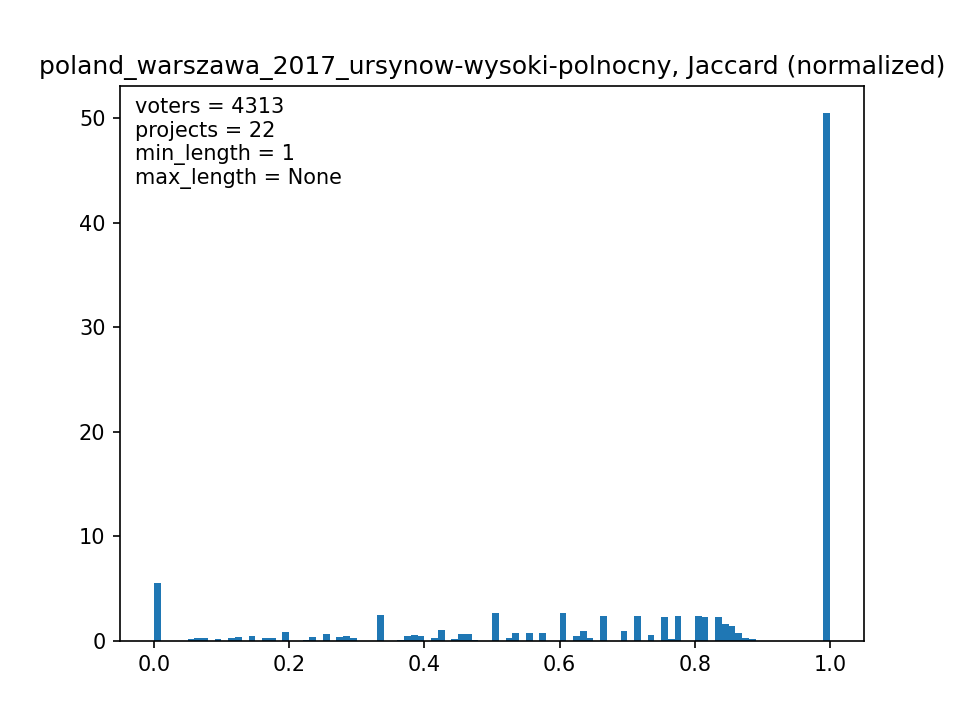 poland_warszawa_2017_ursynow-wysoki-polnocny, Jaccard (normalized)
voters = 4313
projects = 22
min_length = 1
max_length = None
50
40
30
20
10
0
0.0 0.2 0.4 0.6 0.8 1.0